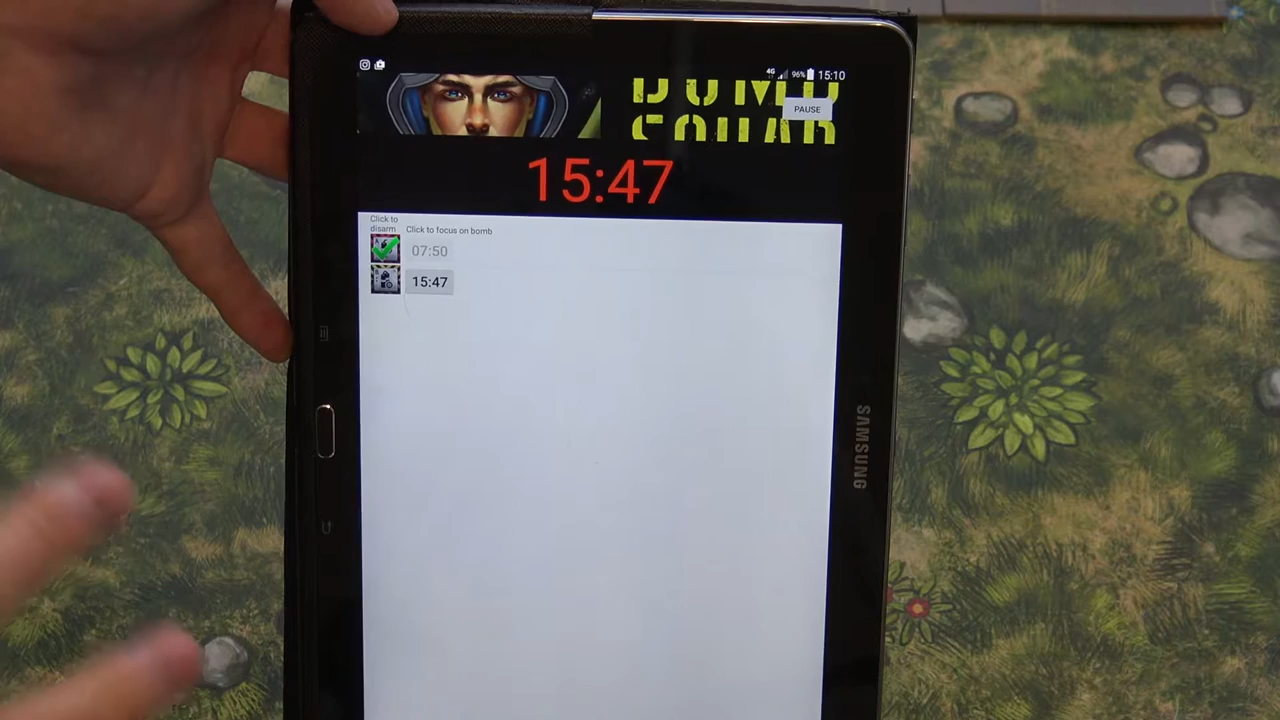 4G 96% 15:10
BOMB
SQUAD
PAUSE
15:47
Click to
disarm
Click to focus on bomb
07:50
15:47
SAMSUNG